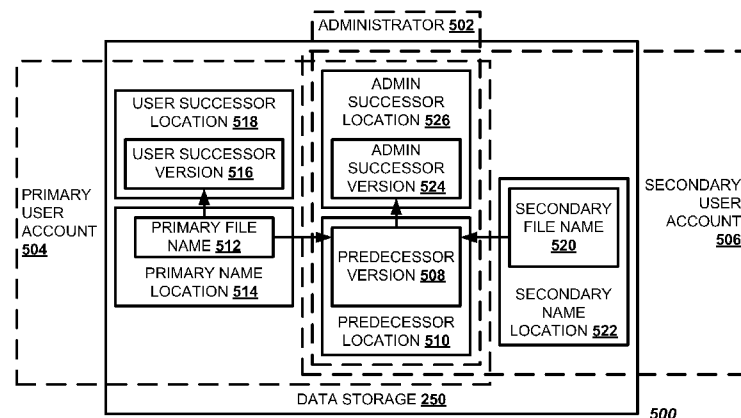 ADMINISTRATOR 502
USER SUCCESSOR
LOCATION 518
USER SUCCESSOR
VERSION 516
ADMIN
SUCCESSOR
LOCATION 526
ADMIN
SUCCESSOR
VERSION 524
PRIMARY
USER
ACCOUNT
504
PRIMARY FILE
NAME 512
PRIMARY NAME
LOCATION 514
PREDECESSOR
VERSION 508
PREDECESSOR
LOCATION 510
SECONDARY
FILE NAME
520
SECONDARY
NAME
LOCATION 522
SECONDARY
USER
ACCOUNT
506
DATA STORAGE 250
500